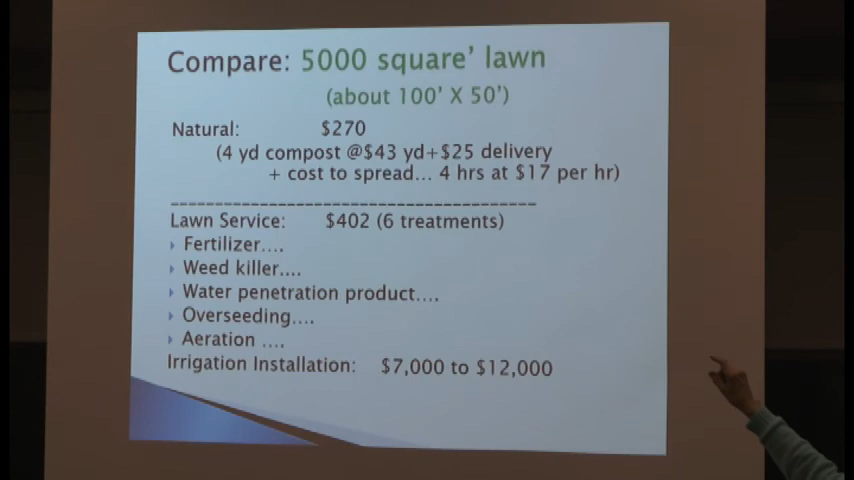 Compare: 5000 square' lawn
(about 100' X 50')
Natural: $270
(4 yd compost @$43 yd+$25 delivery
+ cost to spread... 4 hrs at $17 per hr)
Lawn Service: $402 (6 treatments)
Fertilizer....
Weed killer....
Water penetration product....
Overseeding....
Aeration ....
Irrigation Installation: $7,000 to $12,000